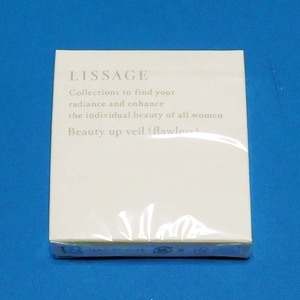 LISSAGE
Collections to find your
radiance and enhance
the individual beauty of all women
Beauty up veil [flawless]